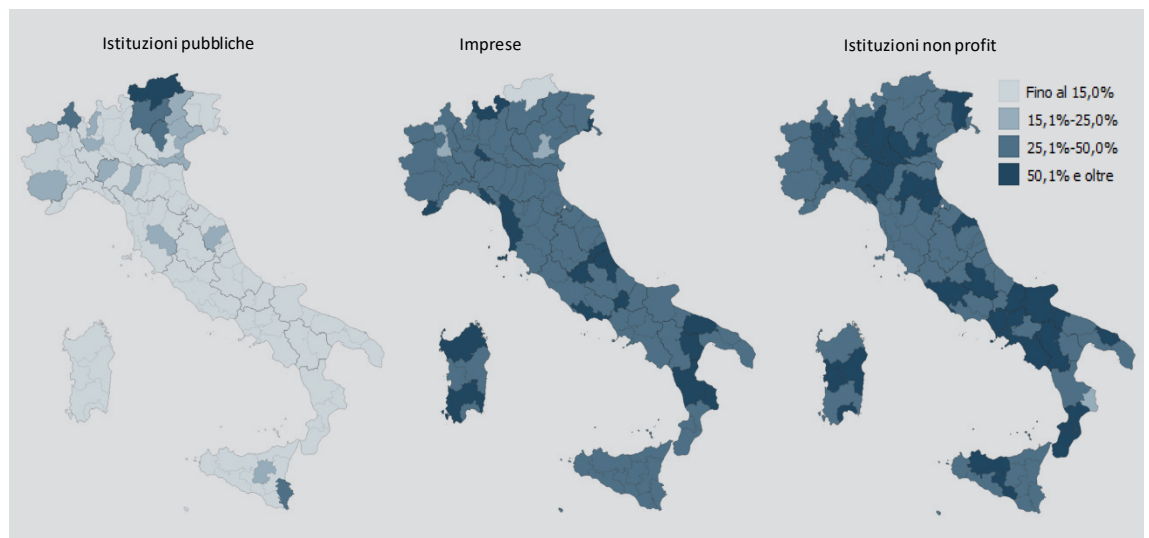 Istituzioni pubbliche
Imprese
Istituzioni non profit
Fino al 15,0%
15,1%-25,0%
25,1%-50,0%
50,1% e oltre